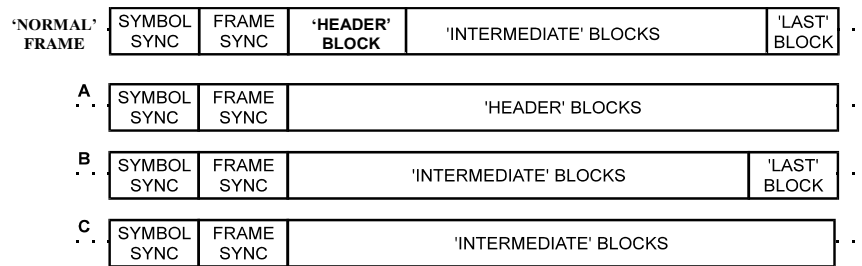 ‘NORMAL’ FRAME
SYMBOL SYNC
FRAME SYNC
‘HEADER’ BLOCK
'INTERMEDIATE' BLOCKS
'LAST' BLOCK
A
SYMBOL SYNC
FRAME SYNC
'HEADER' BLOCKS
B
SYMBOL SYNC
FRAME SYNC
'INTERMEDIATE' BLOCKS
'LAST' BLOCK
C
SYMBOL SYNC
FRAME SYNC
'INTERMEDIATE' BLOCKS